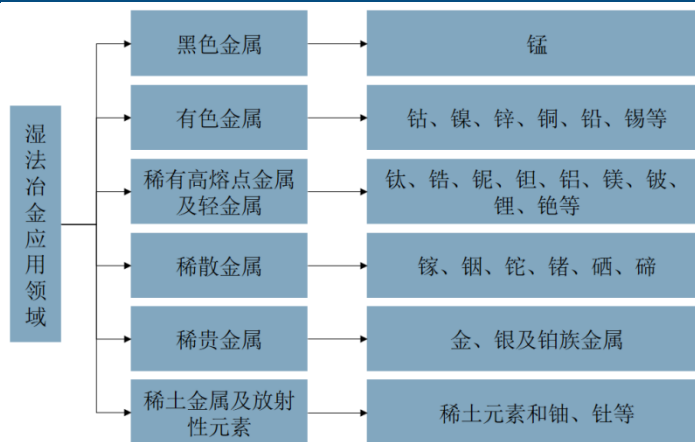 湿法冶金应用领域
黑色金属
锰
有色金属
钴、镍、锌、铜、铅、锡等
稀有高熔点金属
及轻金属
钛、锆、铌、钽、铝、镁、铍、
锂、铯等
稀散金属
镓、铟、铊、锗、硒、碲
稀贵金属
金、银及铂族金属
稀土金属及放射
性元素
稀土元素和铀、钍等